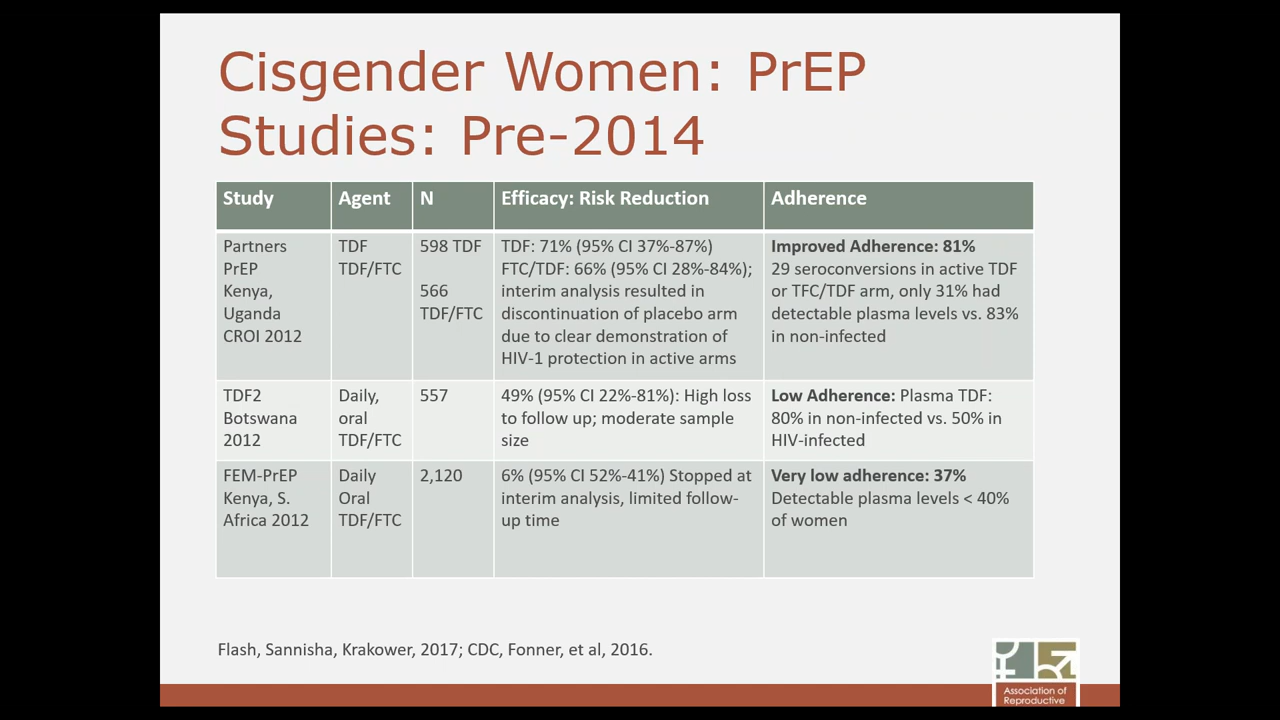 Cisgender Women: PrEP
Studies: Pre-2014
Study
Agent
N
Efficacy: Risk Reduction
Adherence
Partners
PrEP
Kenya,
Uganda
CROI 2012
TDF
TDF/FTC
598 TDF
566
TDF/FTC
TDF: 71% (95% CI 37%-87%)
FTC/TDF: 66% (95% CI 28%-84%);
interim analysis resulted in
discontinuation of placebo arm
due to clear demonstration of
HIV-1 protection in active arms
Improved Adherence: 81%
29 seroconversions in active TDF
or TFC/TDF arm, only 31% had
detectable plasma levels vs. 83%
in non-infected
TDF2
Botswana
2012
Daily,
oral
TDF/FTC
557
49% (95% CI 22%-81%): High loss
to follow up; moderate sample
size
Low Adherence: Plasma TDF:
80% in non-infected vs. 50% in
HIV-infected
FEM-PrEP
Kenya, S.
Africa 2012
Daily
Oral
TDF/FTC
2,120
6% (95% CI 52%-41%) Stopped at
interim analysis, limited follow-
up time
Very low adherence: 37%
Detectable plasma levels < 40%
of women
Flash, Sannisha, Krakower, 2017; CDC, Fonner, et al, 2016.
Association of
Reproductive